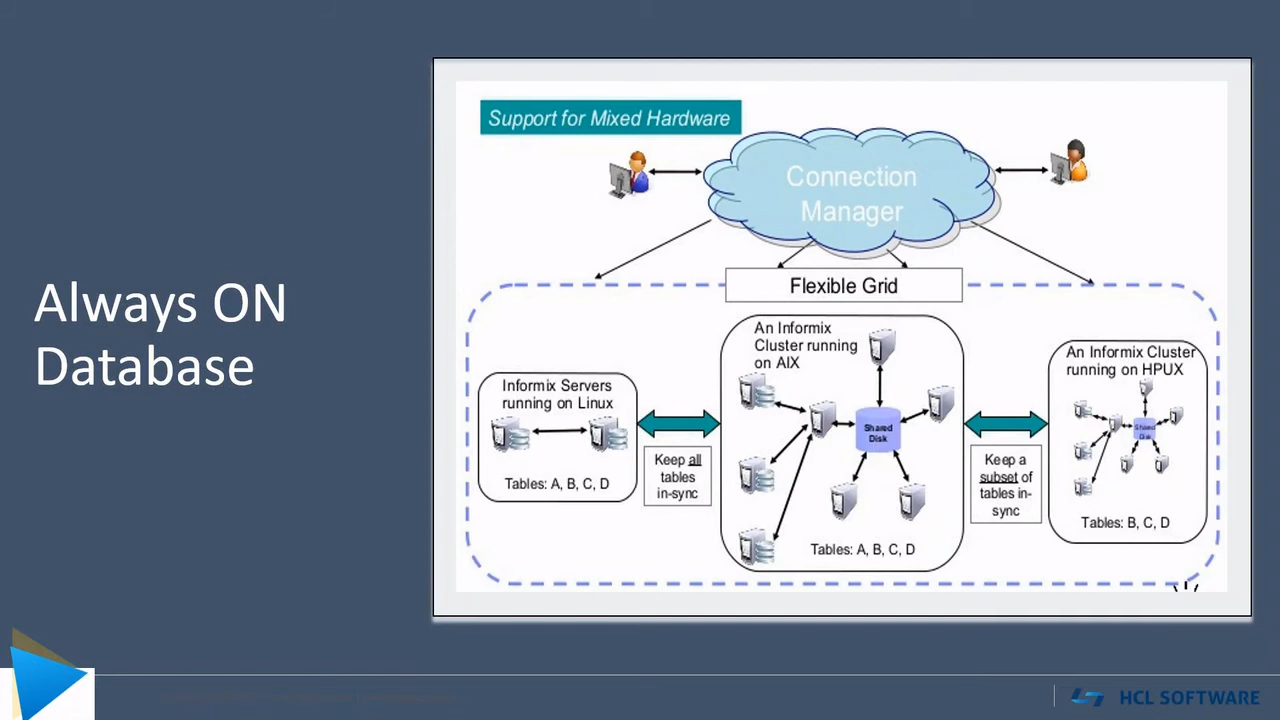 Always ON
Database
Support for Mixed Hardware
Connection
Manager
Flexible Grid
Informix Servers
running on Linux
Tables: A, B, C, D
Keep all
tables
in-sync
An Informix
Cluster running
on AIX
Shared
Disk
Tables: A, B, C, D
Keep a
subset of
tables in-
sync
An Informix Cluster
running on HPUX
Shared
Disk
Tables: B, C, D
HCL SOFTWARE